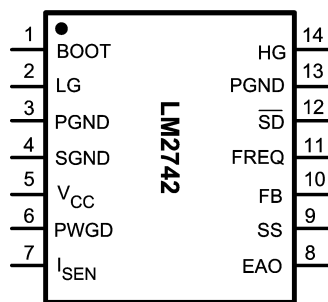 1 BOOT
2 LG
3 PGND
4 SGND
5 VCC
6 PWGD
7 ISEN
LM2742
14 HG
13 PGND
12 S̅D̅
11 FREQ
10 FB
9 SS
8 EAO